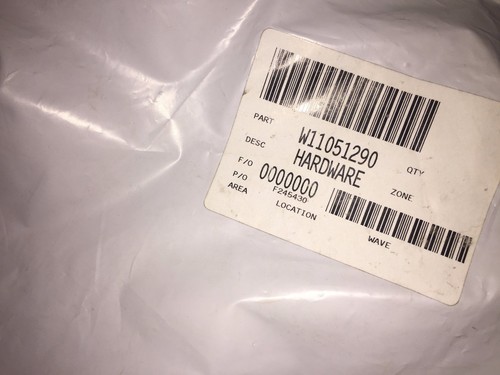 PART W11051290 QTY
DESC HARDWARE
F/O 0000000 ZONE
P/O F245430
AREA LOCATION WAVE